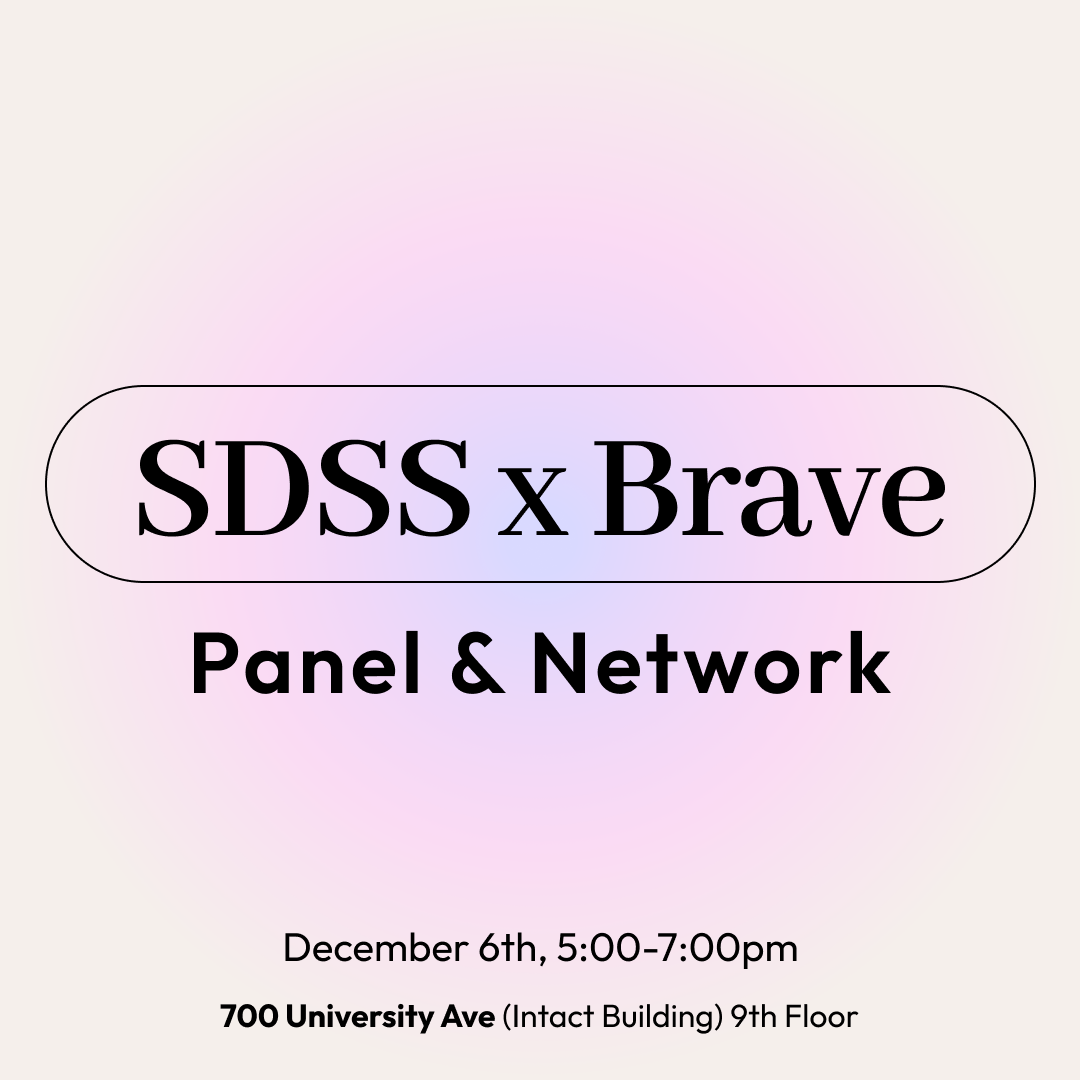 SDSS x Brave
Panel & Network
December 6th, 5:00-7:00pm
700 University Ave (Intact Building) 9th Floor